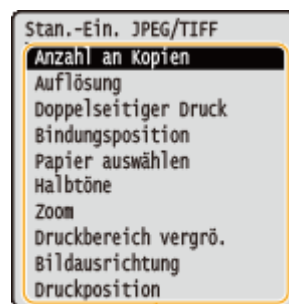 Stan.-Ein. JPEG/TIFF
Anzahl an Kopien
Auflösung
Doppelseitiger Druck
Bindungsposition
Papier auswählen
Halbtöne
Zoom
Druckbereich vergrö.
Bildausrichtung
Druckposition